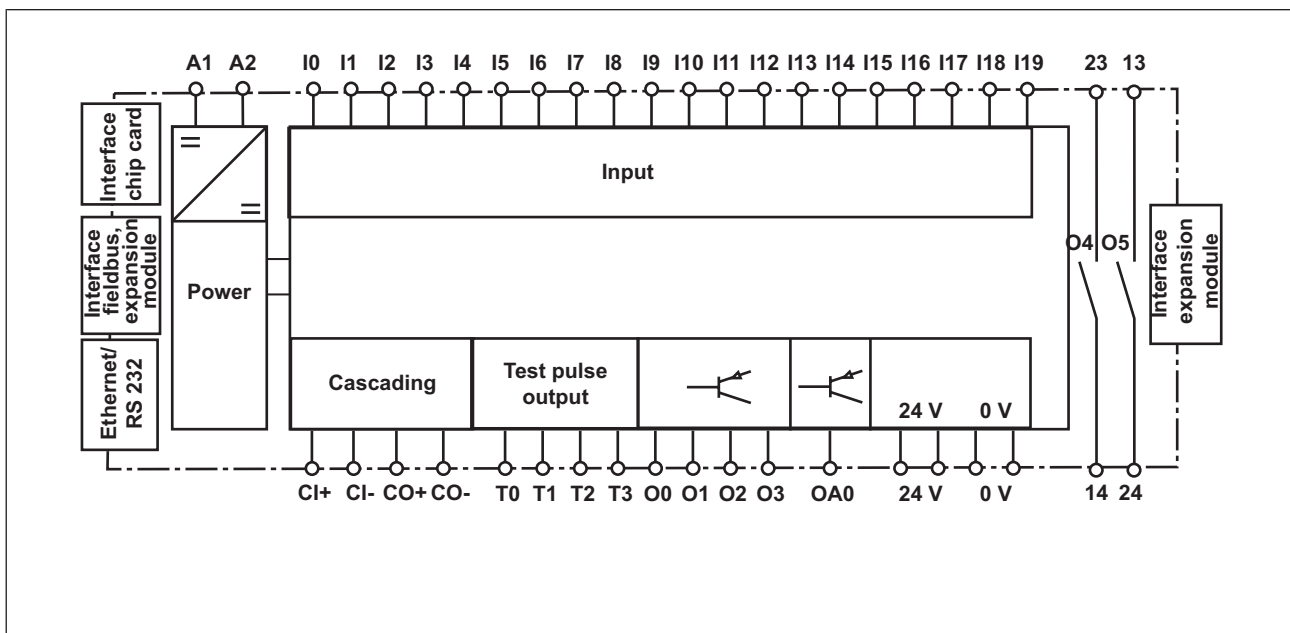 A1 A2 I0 I1 I2 I3 I4 I5 I6 I7 I8 I9 I10 I11 I12 I13 I14 I15 I16 I17 I18 I19 23 13
Interface
chip card
Interface
fieldbus,
expansion
module
Ethernet/
RS 232
Power
Input
O4 O5
Interface
expansion
module
Cascading
Test pulse
output
24 V 0 V
CI+ CI- CO+ CO- T0 T1 T2 T3 O0 O1 O2 O3 OA0 24 V 0 V 14 24